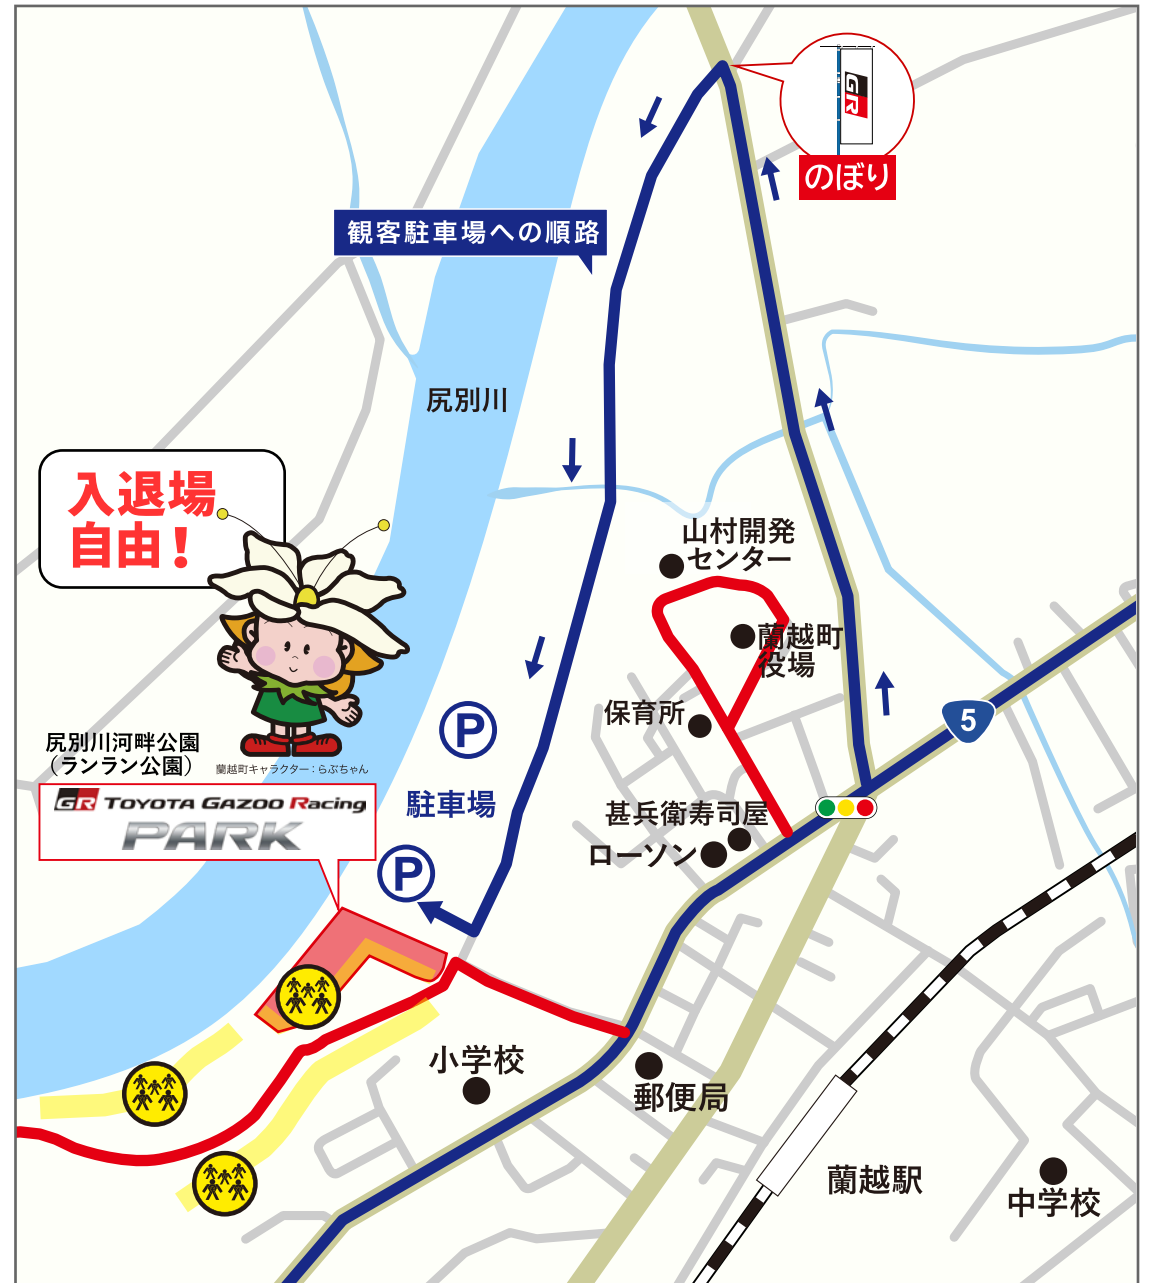 GR
のぼり
観客駐車場への順路
尻別川
入退場
自由!
山村開発
センター
蘭越町
役場
保育所
5
P
尻別川河畔公園
(ランラン公園)
蘭越町キャラクター:らぶちゃん
GR TOYOTA GAZOO Racing
PARK
駐車場
甚兵衛寿司屋
ローソン
P
小学校
郵便局
蘭越駅
中学校